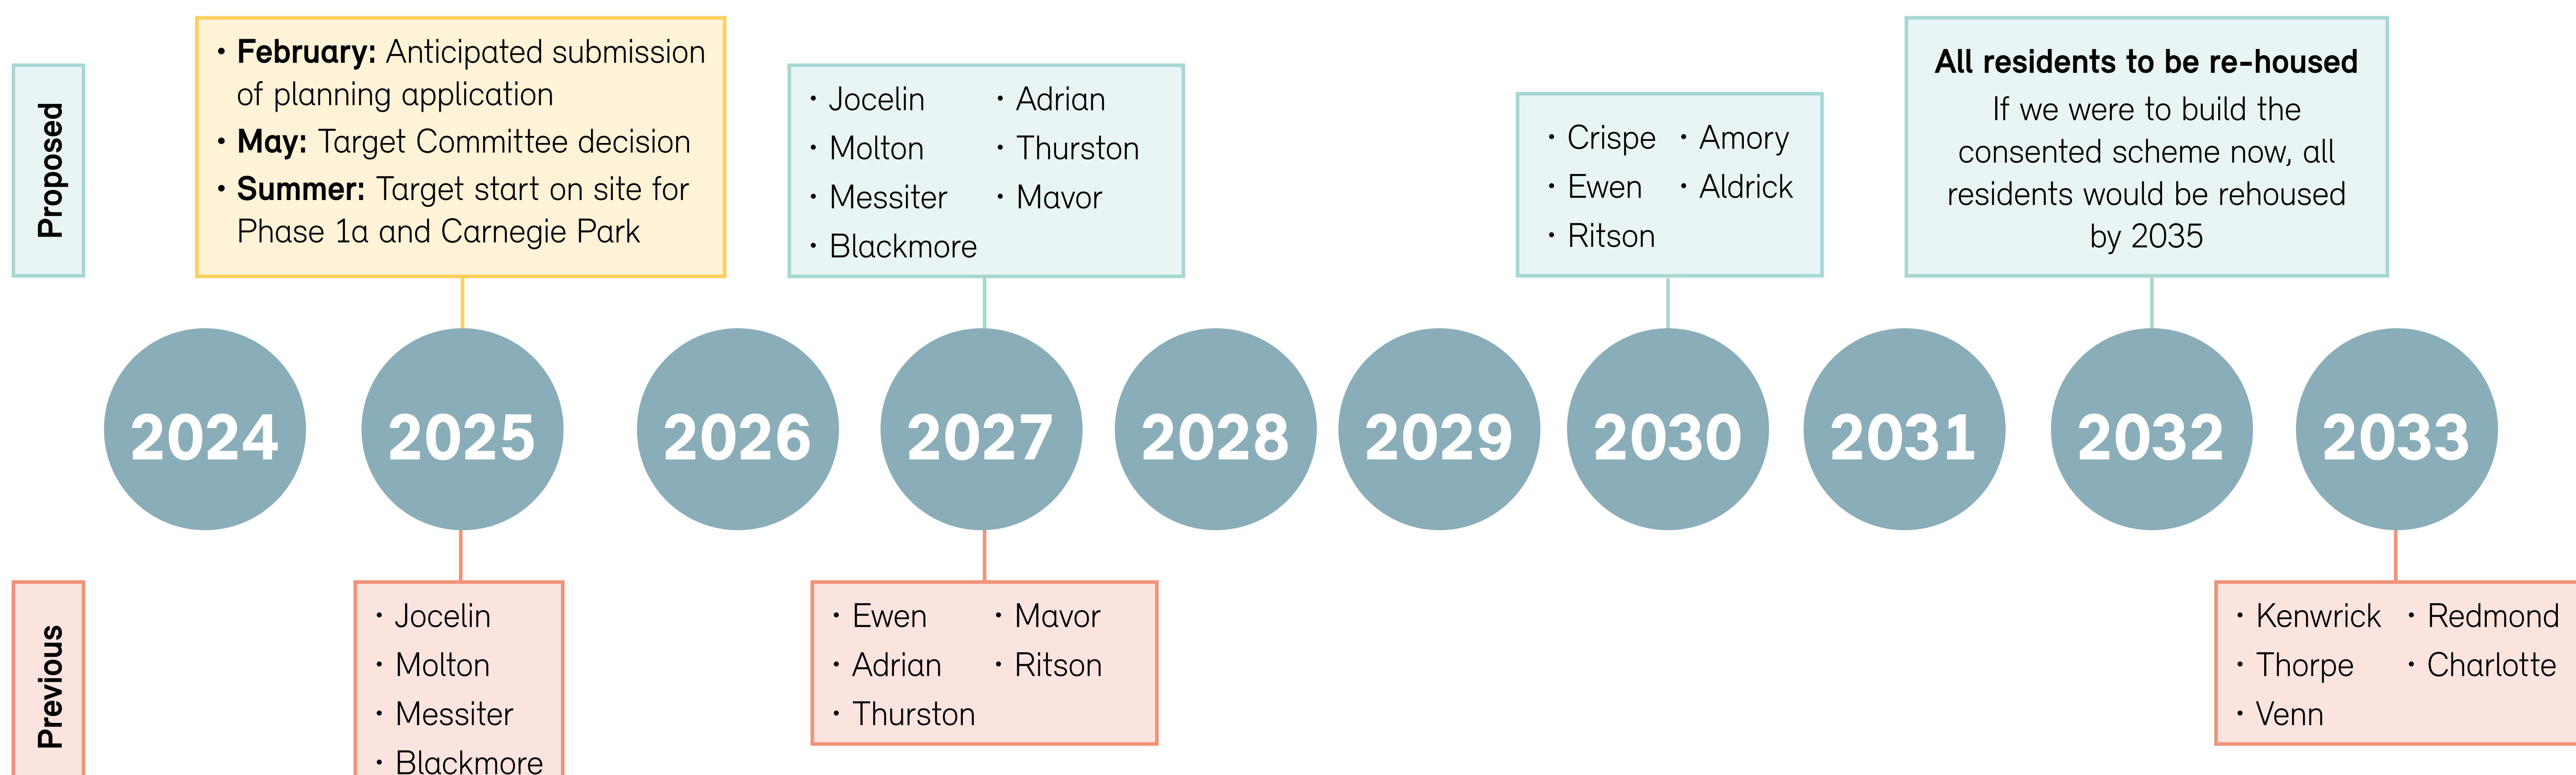 Proposed
• February: Anticipated submission
of planning application
• May: Target Committee decision
• Summer: Target start on site for
Phase 1a and Carnegie Park
• Jocelin
• Molton
• Messiter
• Blackmore
• Adrian
• Thurston
• Mavor
• Crispe
• Ewen
• Ritson
• Amory
• Aldrick
All residents to be re-housed
If we were to build the
consented scheme now, all
residents would be rehoused
by 2035
2024
2025
2026
2027
2028
2029
2030
2031
2032
2033
Previous
• Jocelin
• Molton
• Messiter
• Blackmore
• Ewen
• Adrian
• Thurston
• Mavor
• Ritson
• Kenwrick
• Thorpe
• Venn
• Redmond
• Charlotte